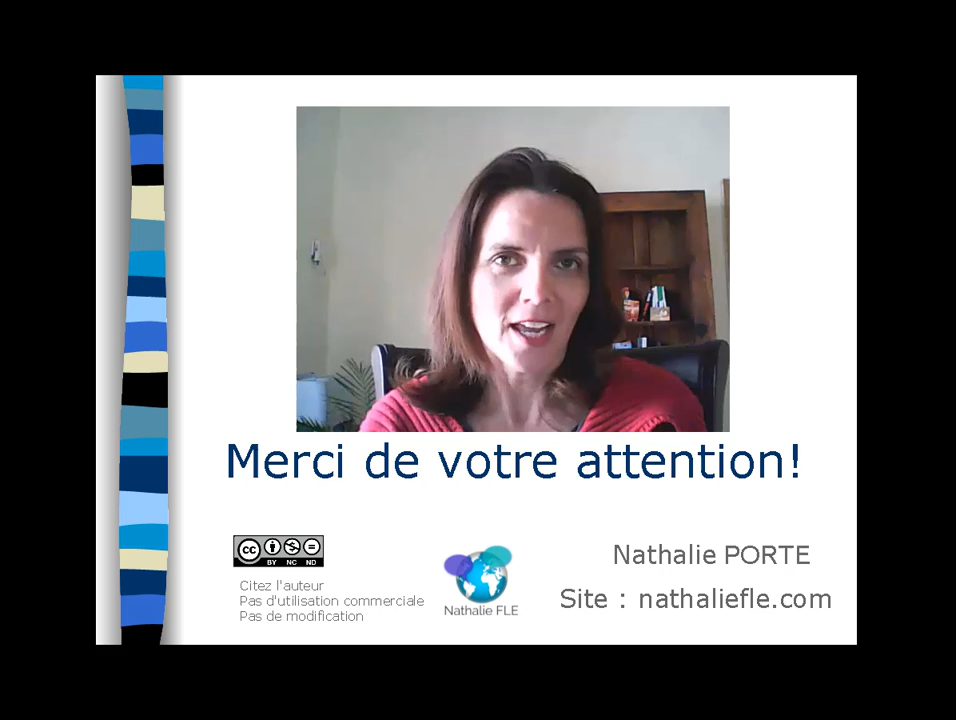 Merci de votre attention!
cc
BY NC ND
Citez l'auteur
Pas d'utilisation commerciale
Pas de modification
Nathalie FLE
Nathalie PORTE
Site : nathaliefle.com